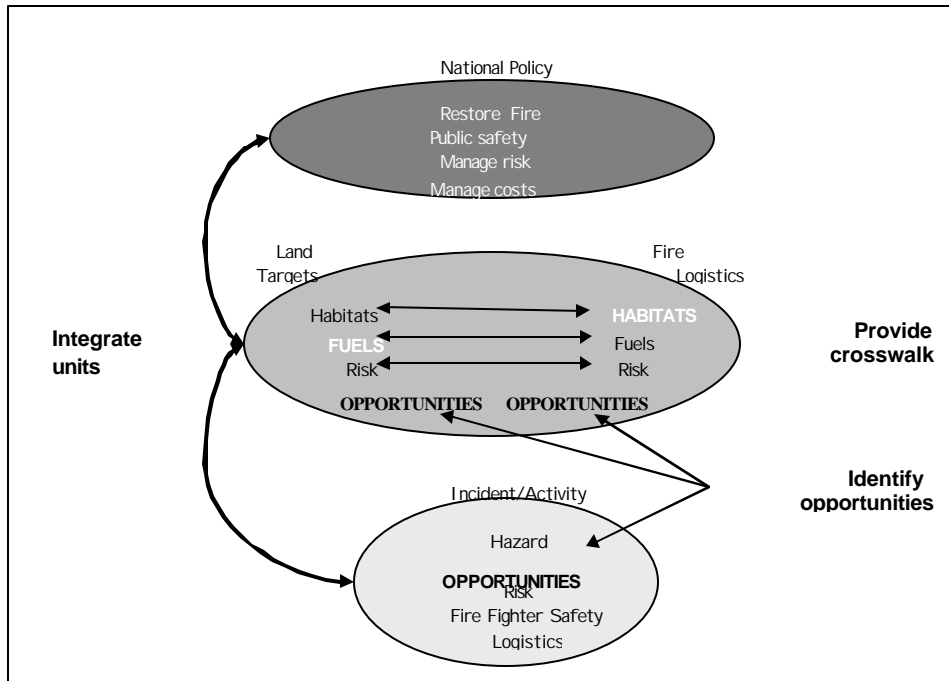 National Policy
Restore Fire
Public safety
Manage risk
Manage costs
Land
Targets
Fire
Logistics
Habitats
HABITATS
FUELS
Fuels
Risk
Risk
OPPORTUNITIES
OPPORTUNITIES
Integrate
units
Provide
crosswalk
Identify
opportunities
Incident/Activity
Hazard
OPPORTUNITIES
Risk
Fire Fighter Safety
Logistics